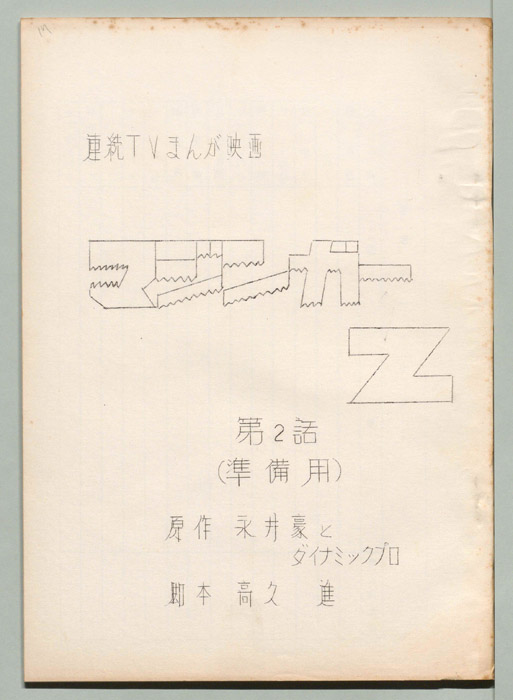 連続TVまんが映画
マジンガー
Z
第2話
(準備用)
原作 永井豪と
ダイナミックプロ
脚本 高久 進